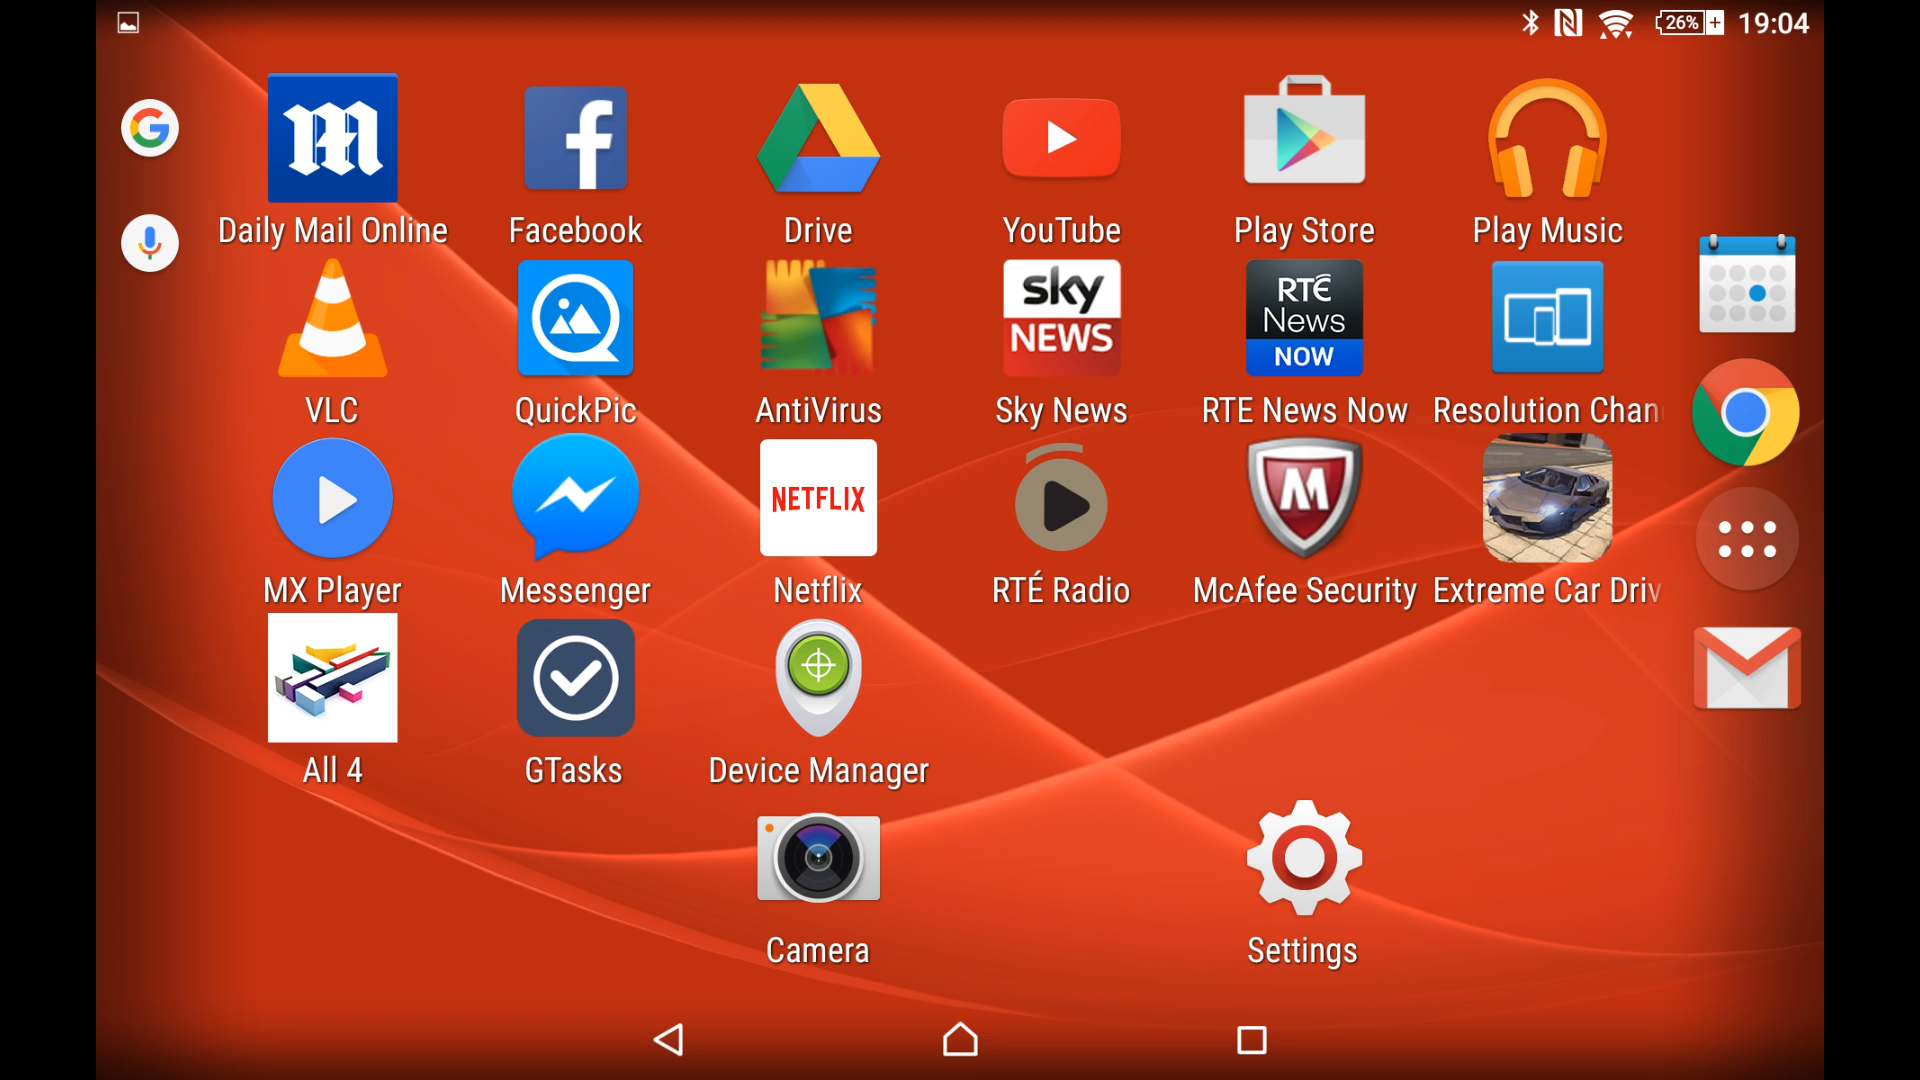 26% 19:04
Daily Mail Online Facebook Drive YouTube Play Store Play Music
sky NEWS
RTÉ News NOW
VLC QuickPic AntiVirus Sky News RTE News Now Resolution Chan
NETFLIX
MX Player Messenger Netflix RTÉ Radio McAfee Security Extreme Car Driv
All 4 GTasks Device Manager
Camera Settings